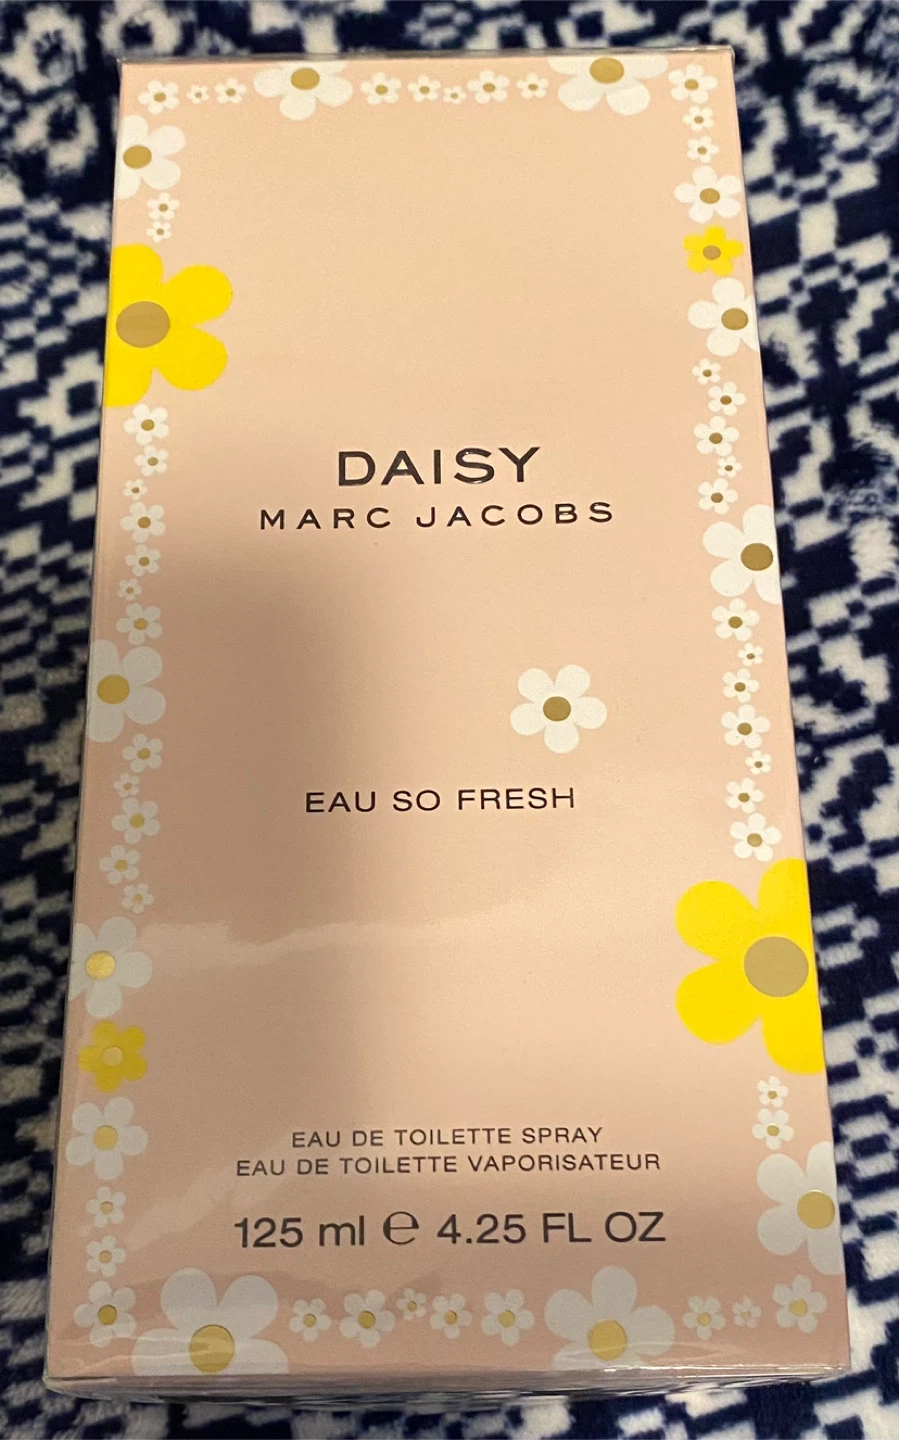 DAISY
MARC JACOBS
EAU SO FRESH
EAU DE TOILETTE SPRAY
EAU DE TOILETTE VAPORISATEUR
125 ml ℮ 4.25 FL OZ